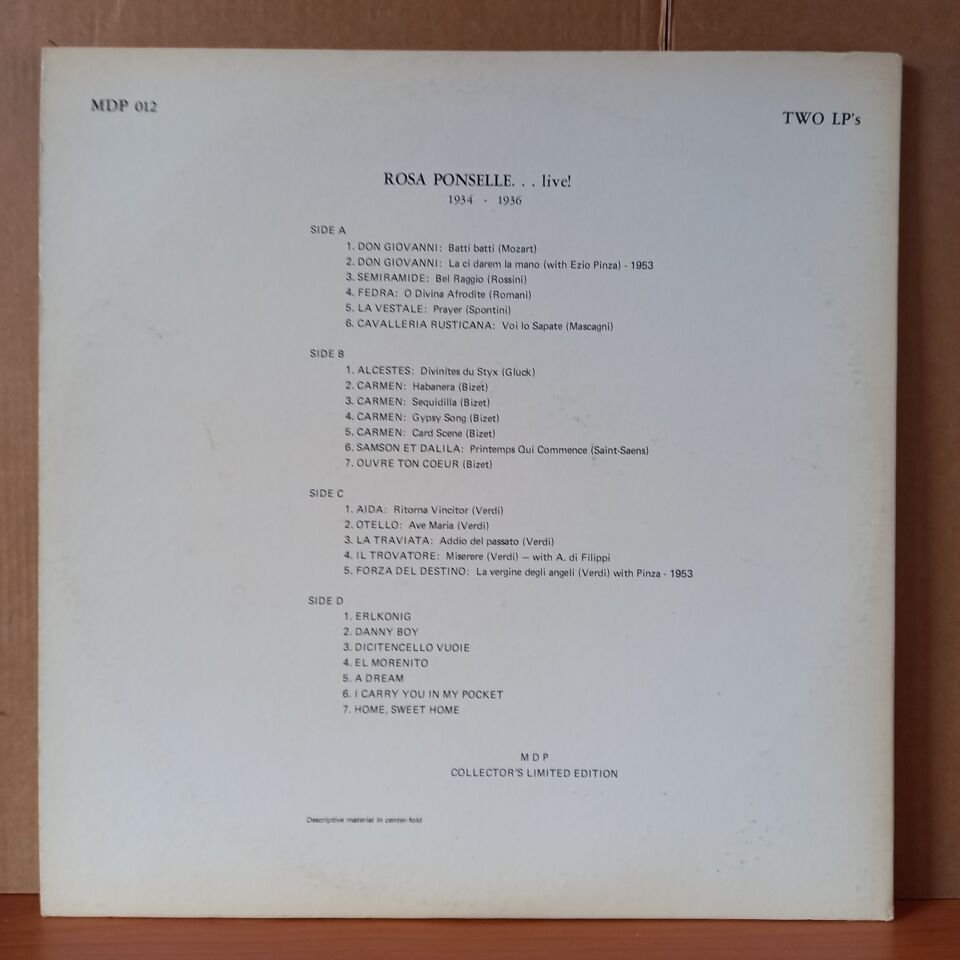 MDP 012
TWO LP's
ROSA PONSELLE. . . live!
1934 - 1936
SIDE A
1. DON GIOVANNI: Batti batti (Mozart)
2. DON GIOVANNI: La ci darem la mano (with Ezio Pinza) - 1953
3. SEMIRAMIDE: Bel Raggio (Rossini)
4. FEDRA: O Divina Afrodite (Romani)
5. LA VESTALE: Prayer (Spontini)
6. CAVALLERIA RUSTICANA: Voi lo Sapate (Mascagni)
SIDE B
1. ALCESTES: Divinites du Styx (Gluck)
2. CARMEN: Habanera (Bizet)
3. CARMEN: Sequidilla (Bizet)
4. CARMEN: Gypsy Song (Bizet)
5. CARMEN: Card Scene (Bizet)
6. SAMSON ET DALILA: Printemps Qui Commence (Saint-Saens)
7. OUVRE TON COEUR (Bizet)
SIDE C
1. AIDA: Ritorna Vincitor (Verdi)
2. OTELLO: Ave Maria (Verdi)
3. LA TRAVIATA: Addio del passato (Verdi)
4. IL TROVATORE: Miserere (Verdi) — with A. di Filippi
5. FORZA DEL DESTINO: La vergine degli angeli (Verdi) with Pinza - 1953
SIDE D
1. ERLKONIG
2. DANNY BOY
3. DICITENCELLO VUOIE
4. EL MORENITO
5. A DREAM
6. I CARRY YOU IN MY POCKET
7. HOME, SWEET HOME
M D P
COLLECTOR'S LIMITED EDITION
Descriptive material in center-fold